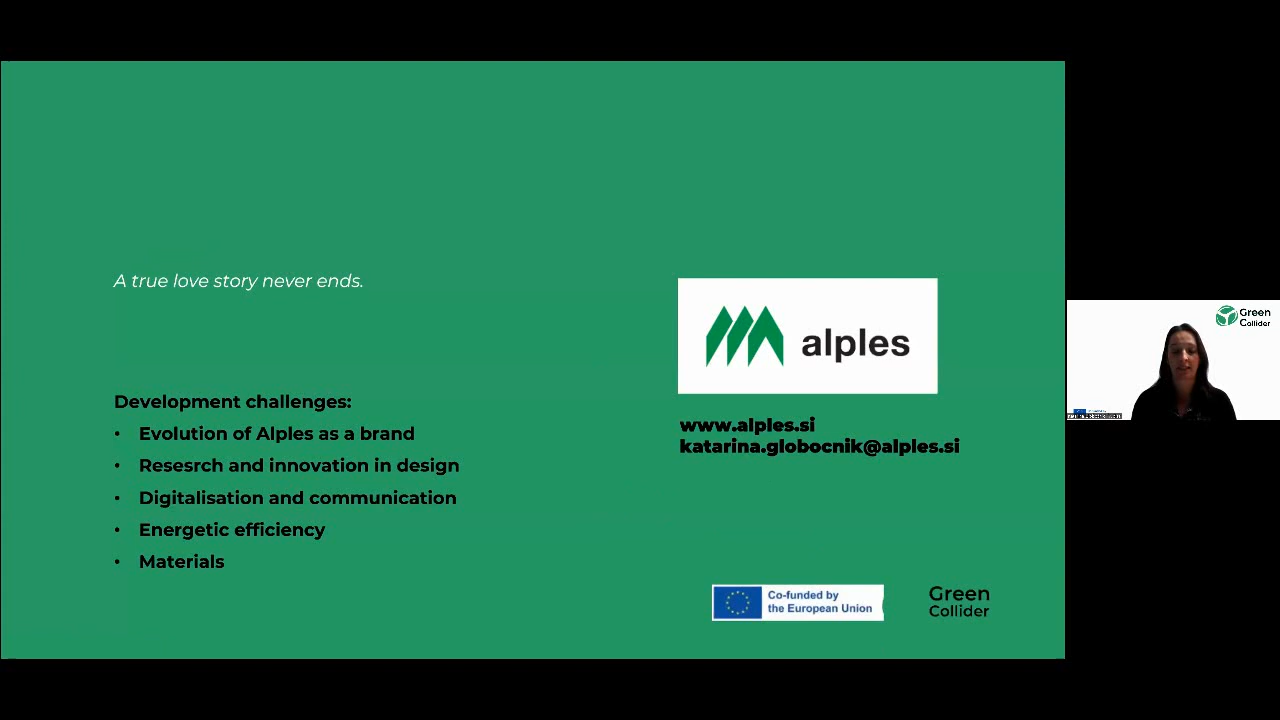 A true love story never ends.
Development challenges:
• Evolution of Alples as a brand
• Resesrch and innovation in design
• Digitalisation and communication
• Energetic efficiency
• Materials
alples
www.alples.si
katarina.globocnik@alples.si
Co-funded by
the European Union
Green
Collider
Green
Collider